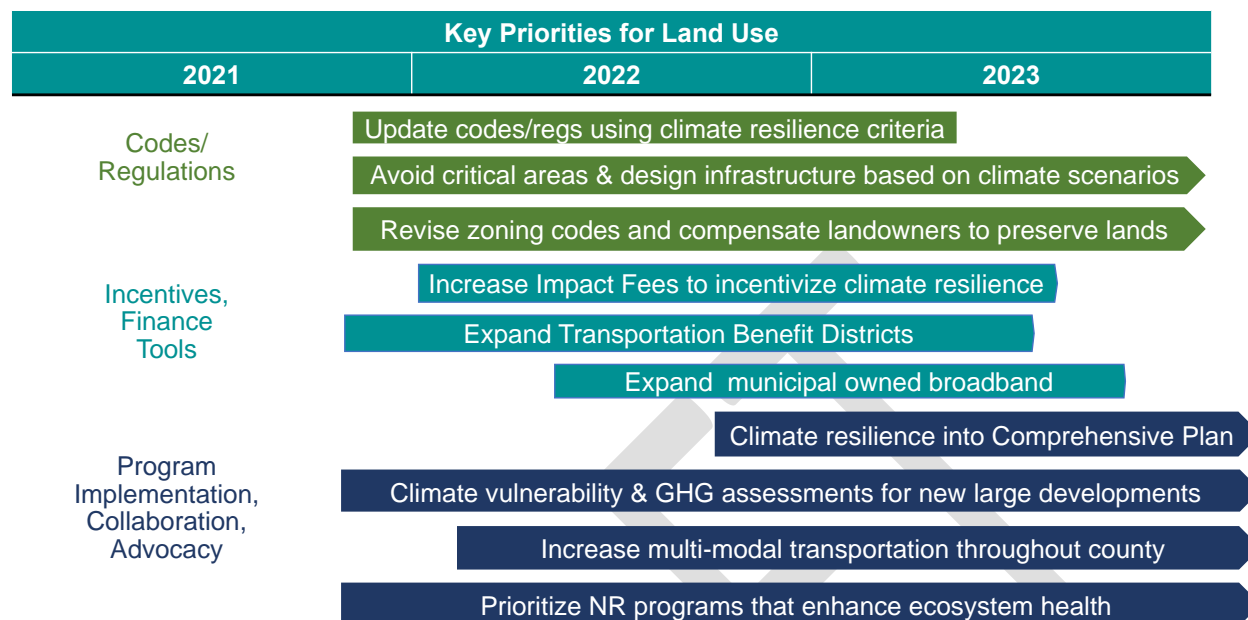 Key Priorities for Land Use
2021 2022 2023
Codes/
Regulations
Update codes/regs using climate resilience criteria
Avoid critical areas & design infrastructure based on climate scenarios
Revise zoning codes and compensate landowners to preserve lands
Incentives,
Finance
Tools
Increase Impact Fees to incentivize climate resilience
Expand Transportation Benefit Districts
Expand municipal owned broadband
Program
Implementation,
Collaboration,
Advocacy
Climate resilience into Comprehensive Plan
Climate vulnerability & GHG assessments for new large developments
Increase multi-modal transportation throughout county
Prioritize NR programs that enhance ecosystem health